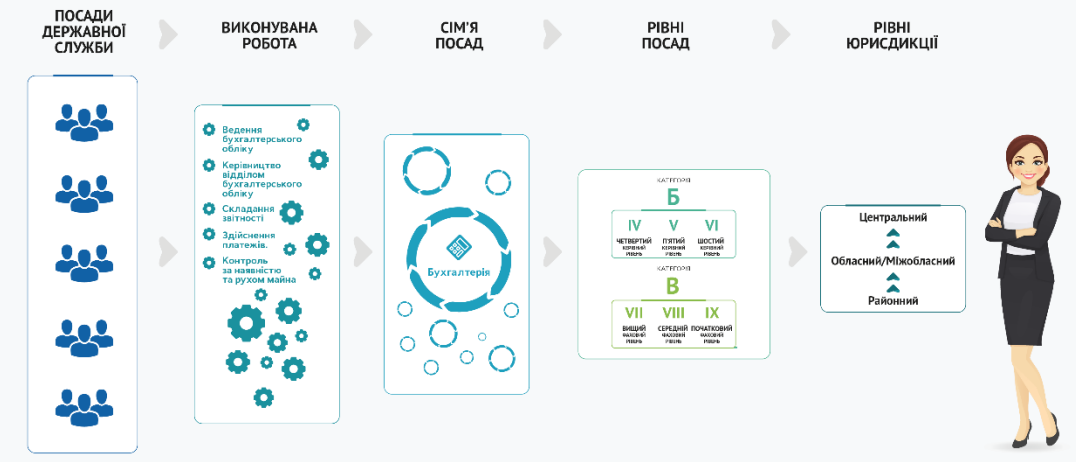 ПОСАДИ
ДЕРЖАВНОЇ
СЛУЖБИ
ВИКОНУВАНА
РОБОТА
СІМ'Я
ПОСАД
РІВНІ
ПОСАД
РІВНІ
ЮРИСДИКЦІЇ
Ведення
бухгалтерського
обліку
Керівництво
відділом
бухгалтерського
обліку
Складання
звітності
Здійснення
платежів.
Контроль
за наявністю
та рухом майна
Бухгалтерія
КАТЕГОРІЯ
Б
IV V VI
ЧЕТВЕРТИЙ П'ЯТИЙ ШОСТИЙ
КЕРІВНИЙ КЕРІВНИЙ КЕРІВНИЙ
РІВЕНЬ РІВЕНЬ РІВЕНЬ
КАТЕГОРІЯ
В
VII VIII IX
ВИЩИЙ СЕРЕДНІЙ ПОЧАТКОВИЙ
ФАХОВИЙ ФАХОВИЙ ФАХОВИЙ
РІВЕНЬ РІВЕНЬ РІВЕНЬ
Центральний
Обласний/Міжобласний
Районний